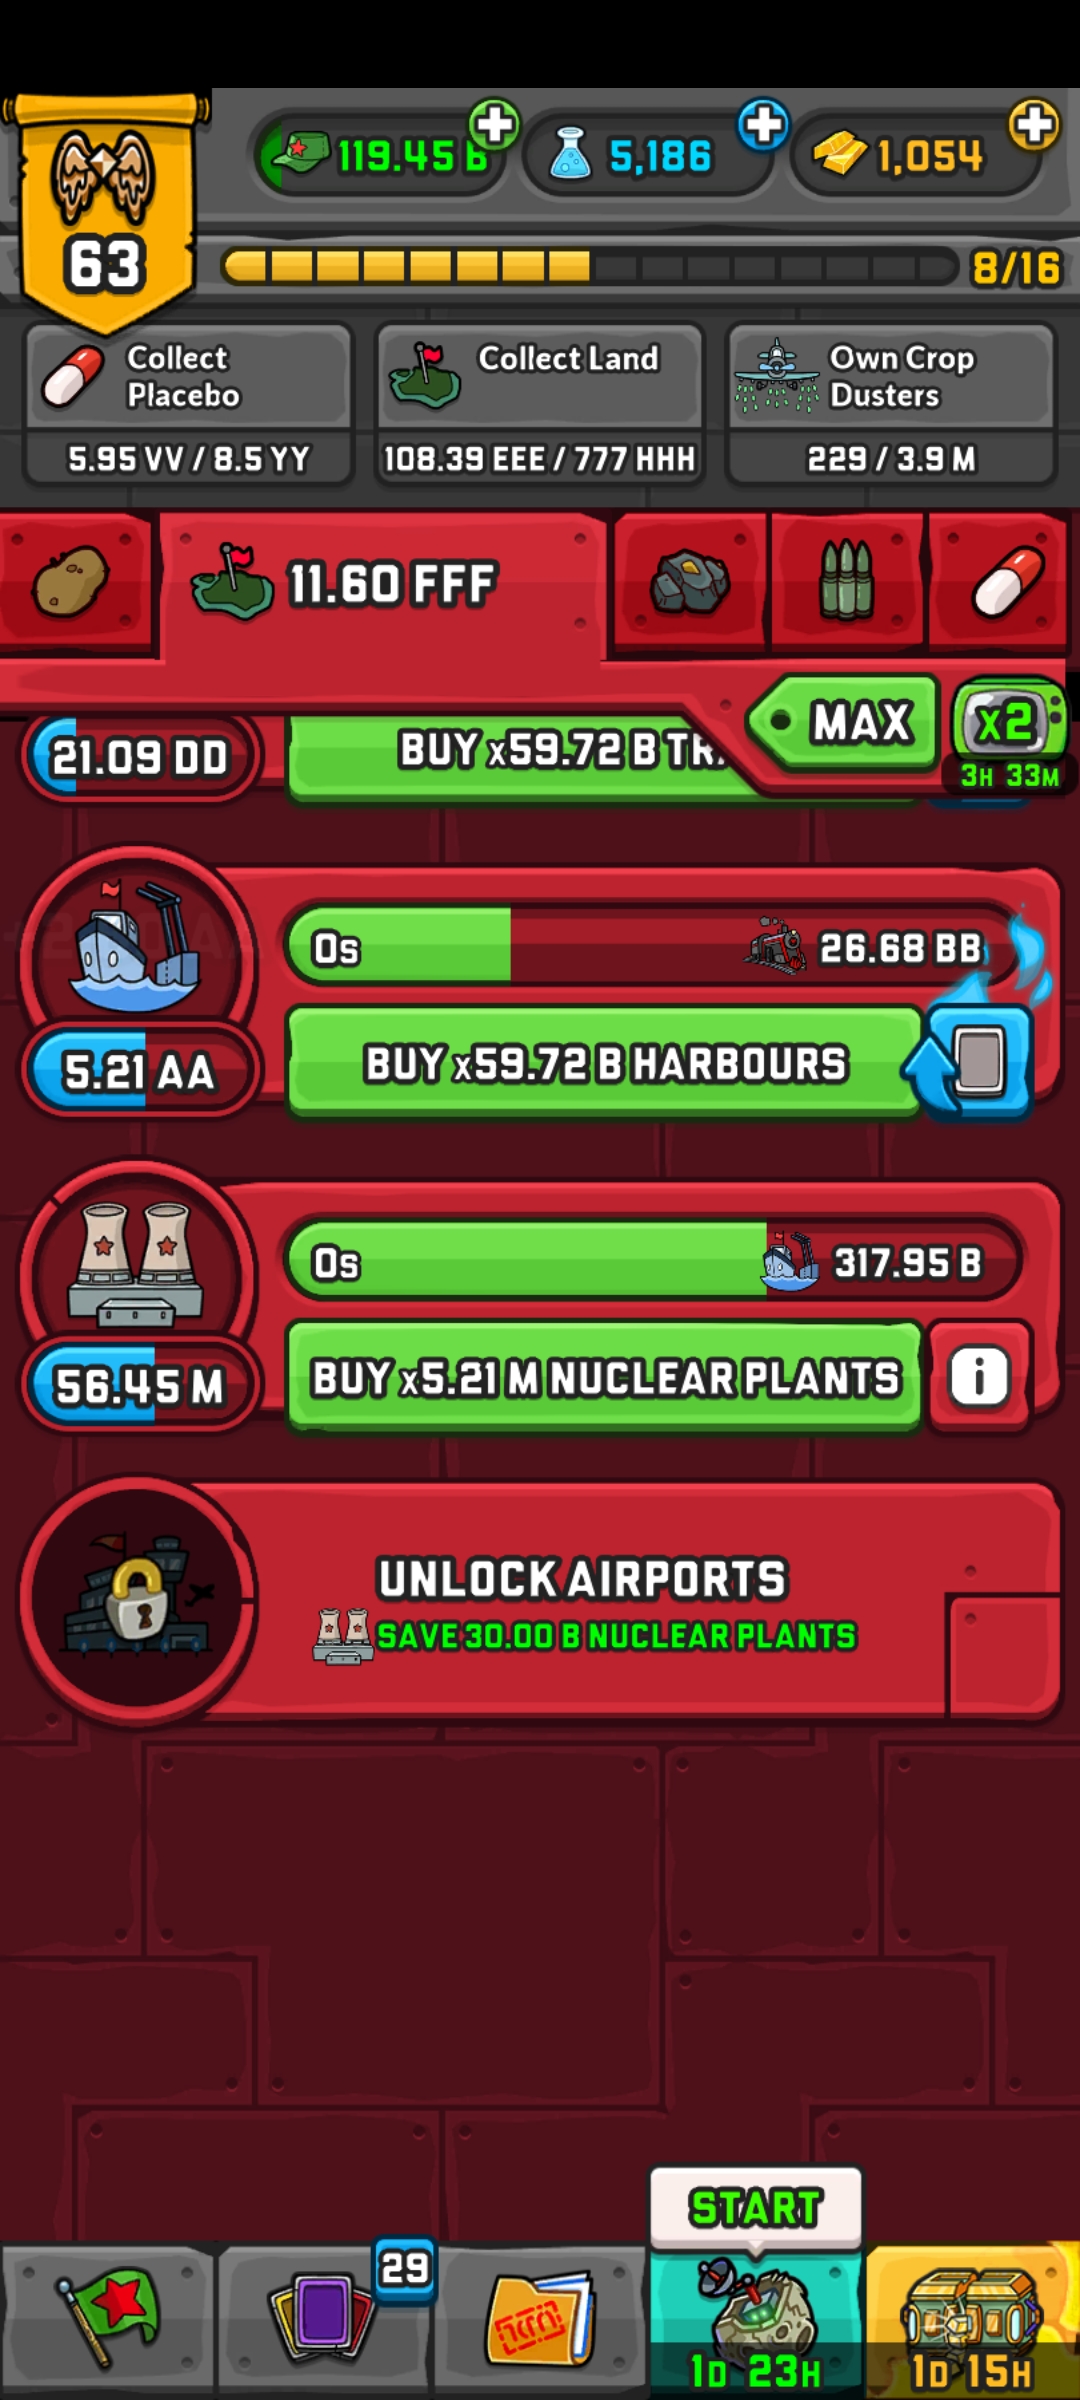 119.45 B
5,186
1,054
63
8/16
Collect
Placebo
5.95 VV / 8.5 YY
Collect Land
108.39 EEE / 777 HHH
Own Crop
Dusters
229 / 3.9 M
11.60 FFF
MAX
x2
3H 33M
21.09 DD
BUY x59.72 B
0s
26.68 BB
5.21 AA
BUY x59.72 B HARBOURS
0s
317.95 B
56.45 M
BUY x5.21 M NUCLEAR PLANTS
i
UNLOCK AIRPORTS
SAVE 30.00 B NUCLEAR PLANTS
START
29
1D 23H
1D 15H